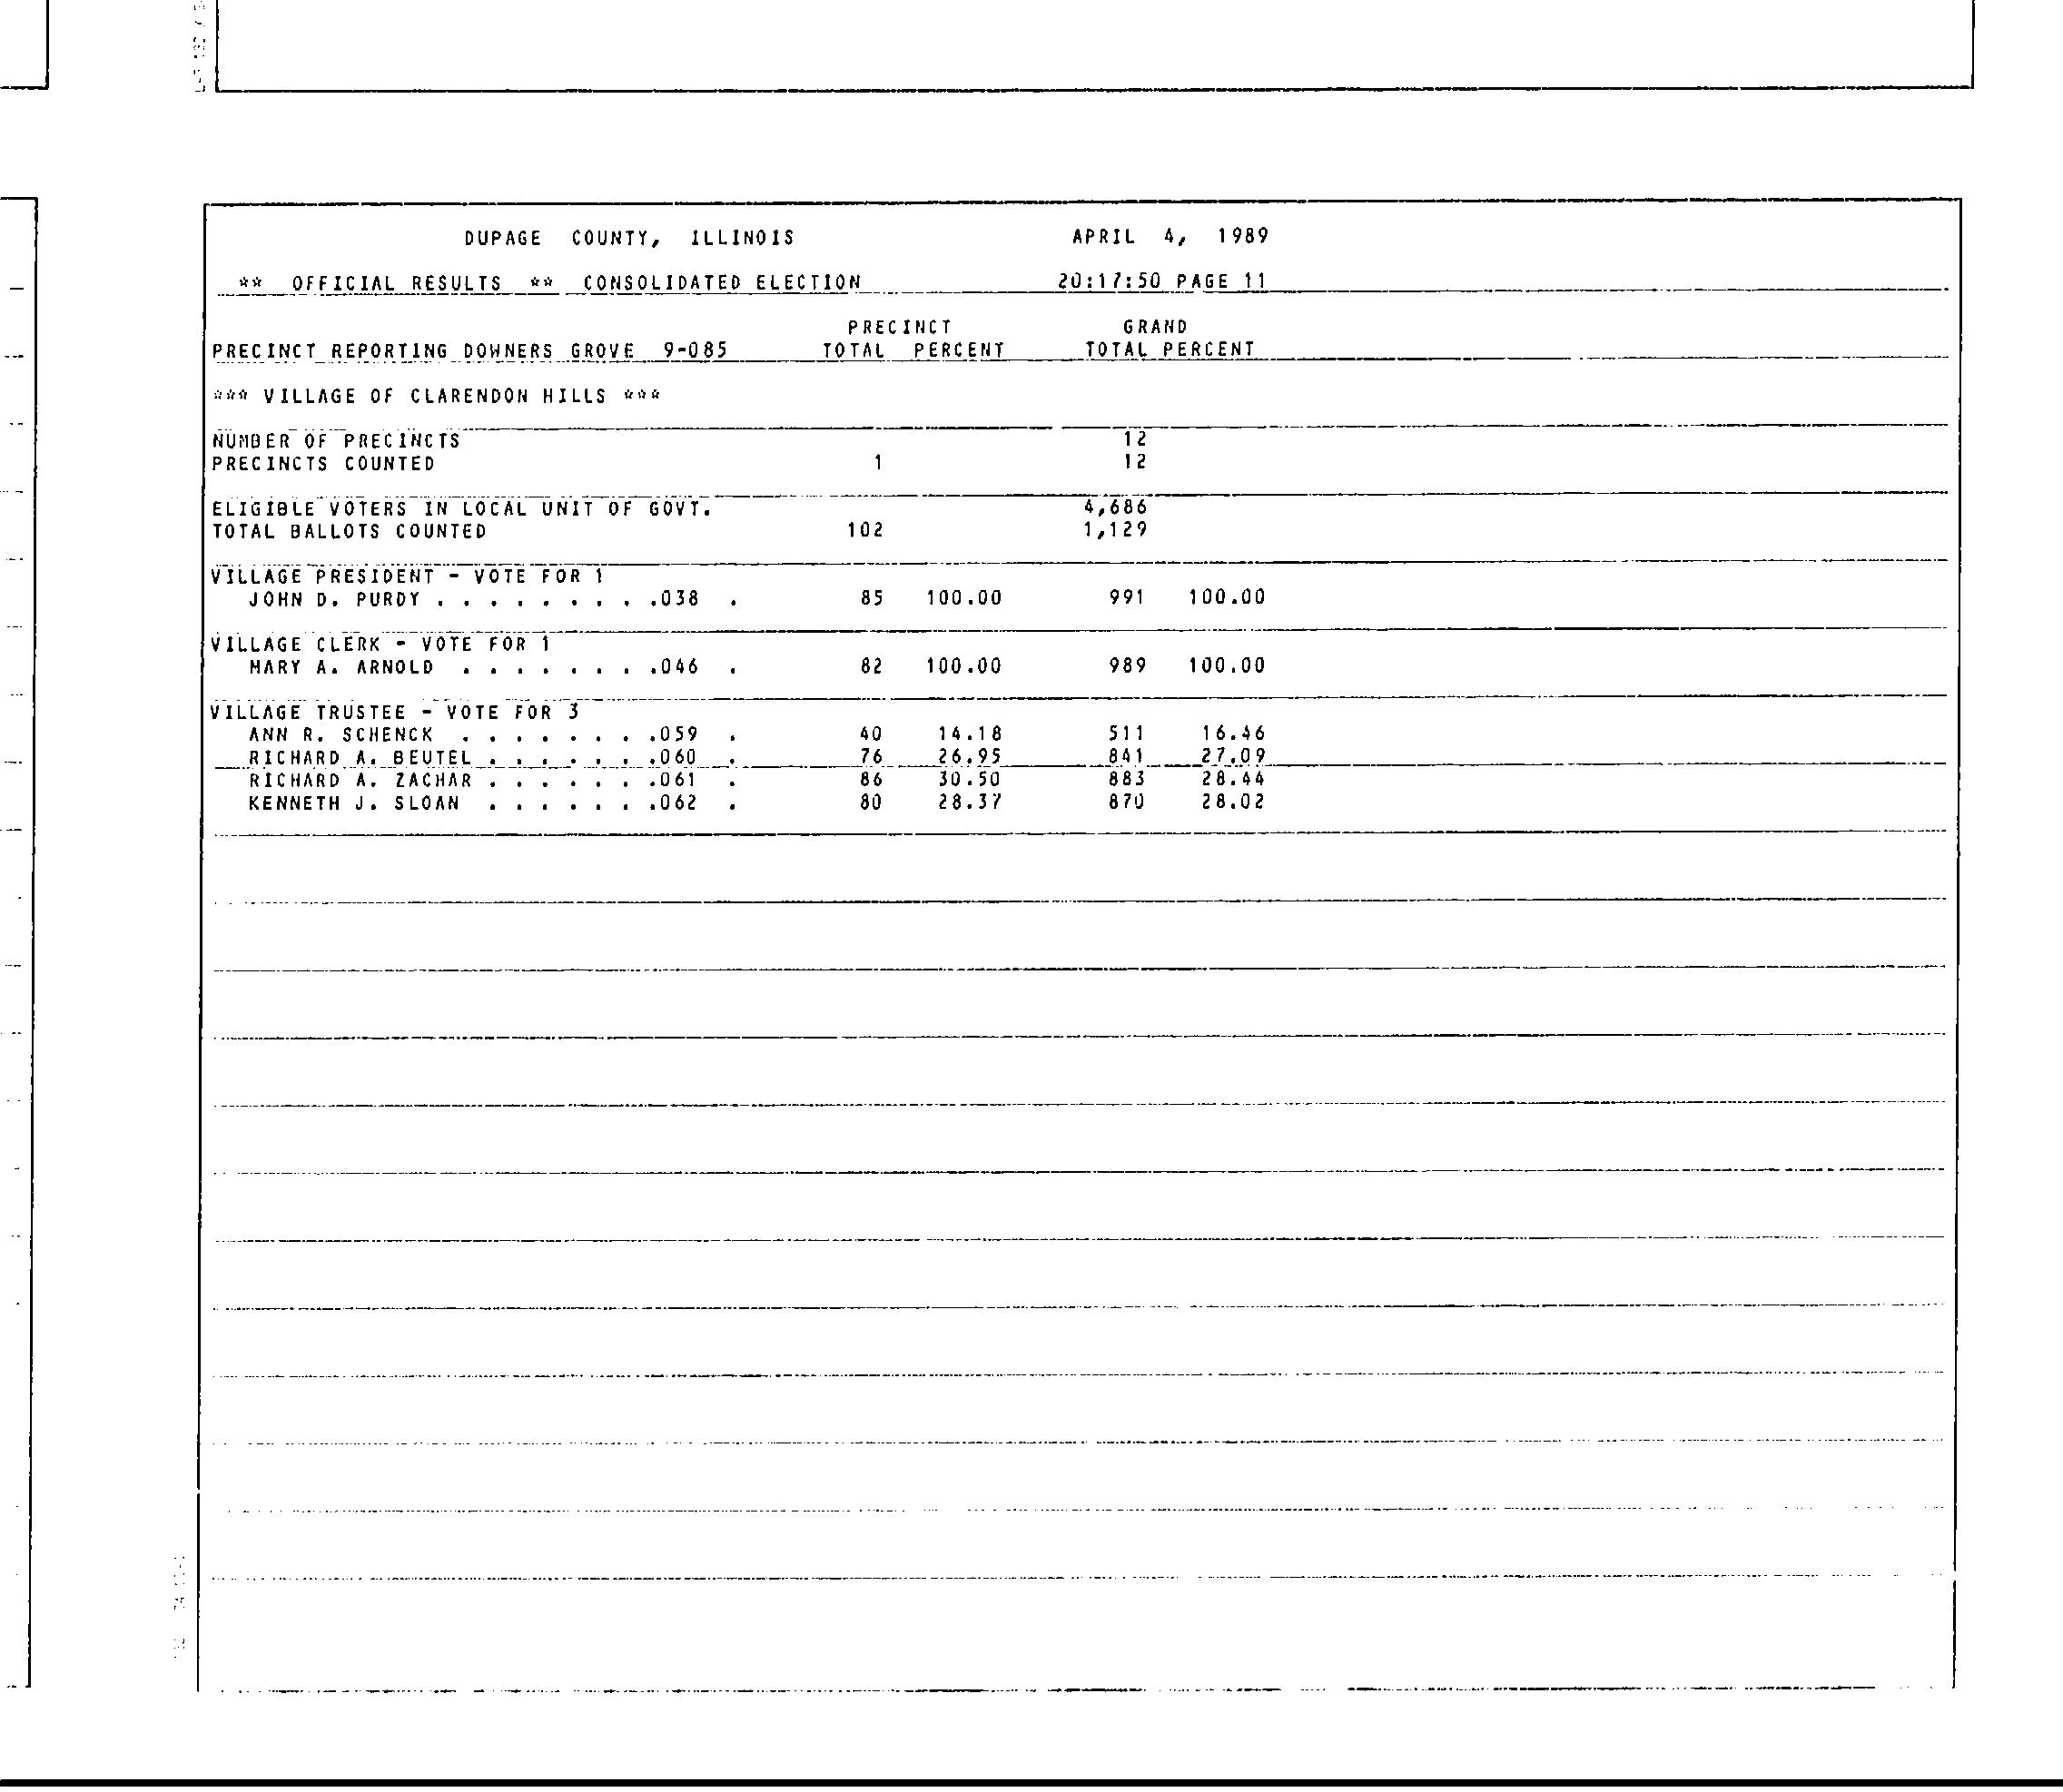 DUPAGE COUNTY, ILLINOIS APRIL 4, 1989
** OFFICIAL RESULTS ** CONSOLIDATED ELECTION 20:17:50 PAGE 11
PRECINCT GRAND
PRECINCT REPORTING DOWNERS GROVE 9-085 TOTAL PERCENT TOTAL PERCENT
*** VILLAGE OF CLARENDON HILLS ***
NUMBER OF PRECINCTS 12
PRECINCTS COUNTED 1 12
ELIGIBLE VOTERS IN LOCAL UNIT OF GOVT. 4,686
TOTAL BALLOTS COUNTED 102 1,129
VILLAGE PRESIDENT - VOTE FOR 1
JOHN D. PURDY . . . . . . . . .038 . 85 100.00 991 100.00
VILLAGE CLERK - VOTE FOR 1
MARY A. ARNOLD . . . . . . . .046 . 82 100.00 989 100.00
VILLAGE TRUSTEE - VOTE FOR 3
ANN R. SCHENCK . . . . . . . .059 . 40 14.18 511 16.46
RICHARD A. BEUTEL . . . . . . .060 . 76 26.95 841 27.09
RICHARD A. ZACHAR . . . . . . .061 . 86 30.50 883 28.44
KENNETH J. SLOAN . . . . . . .062 . 80 28.37 870 28.02